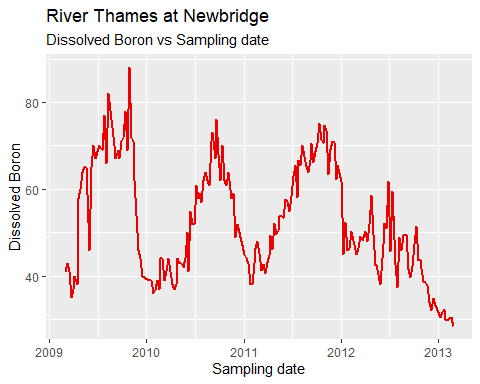 River Thames at Newbridge
Dissolved Boron vs Sampling date
80
60
40
Dissolved Boron
2009 2010 2011 2012 2013
Sampling date